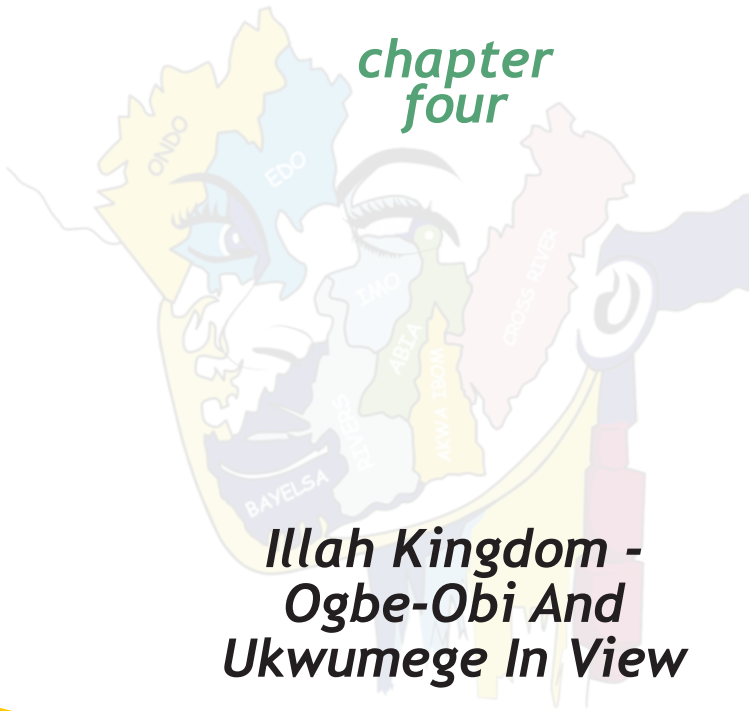 chapter
four
ONDO
EDO
IMO
CROSS RIVER
ABIA
AKWA IBOM
RIVERS
BAYELSA
Illah Kingdom -
Ogbe-Obi And
Ukwumege In View